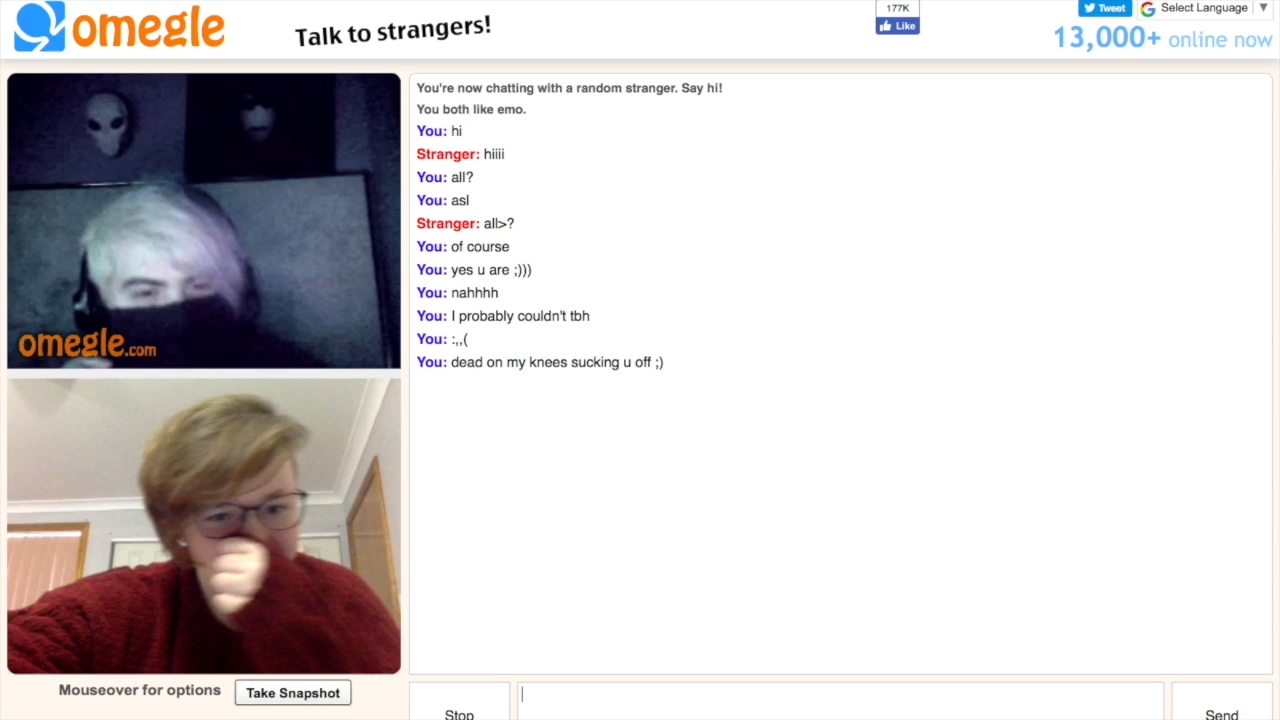 omegle
Talk to strangers!
177K
Like
Tweet
Select Language
13,000+ online now
You're now chatting with a random stranger. Say hi!
You both like emo.
You: hi
Stranger: hiiii
You: all?
You: asl
Stranger: all>?
You: of course
You: yes u are ;)))
You: nahhhh
You: I probably couldn't tbh
You: :,,(
You: dead on my knees sucking u off ;)
omegle.com
Mouseover for options
Take Snapshot
Stop
Send